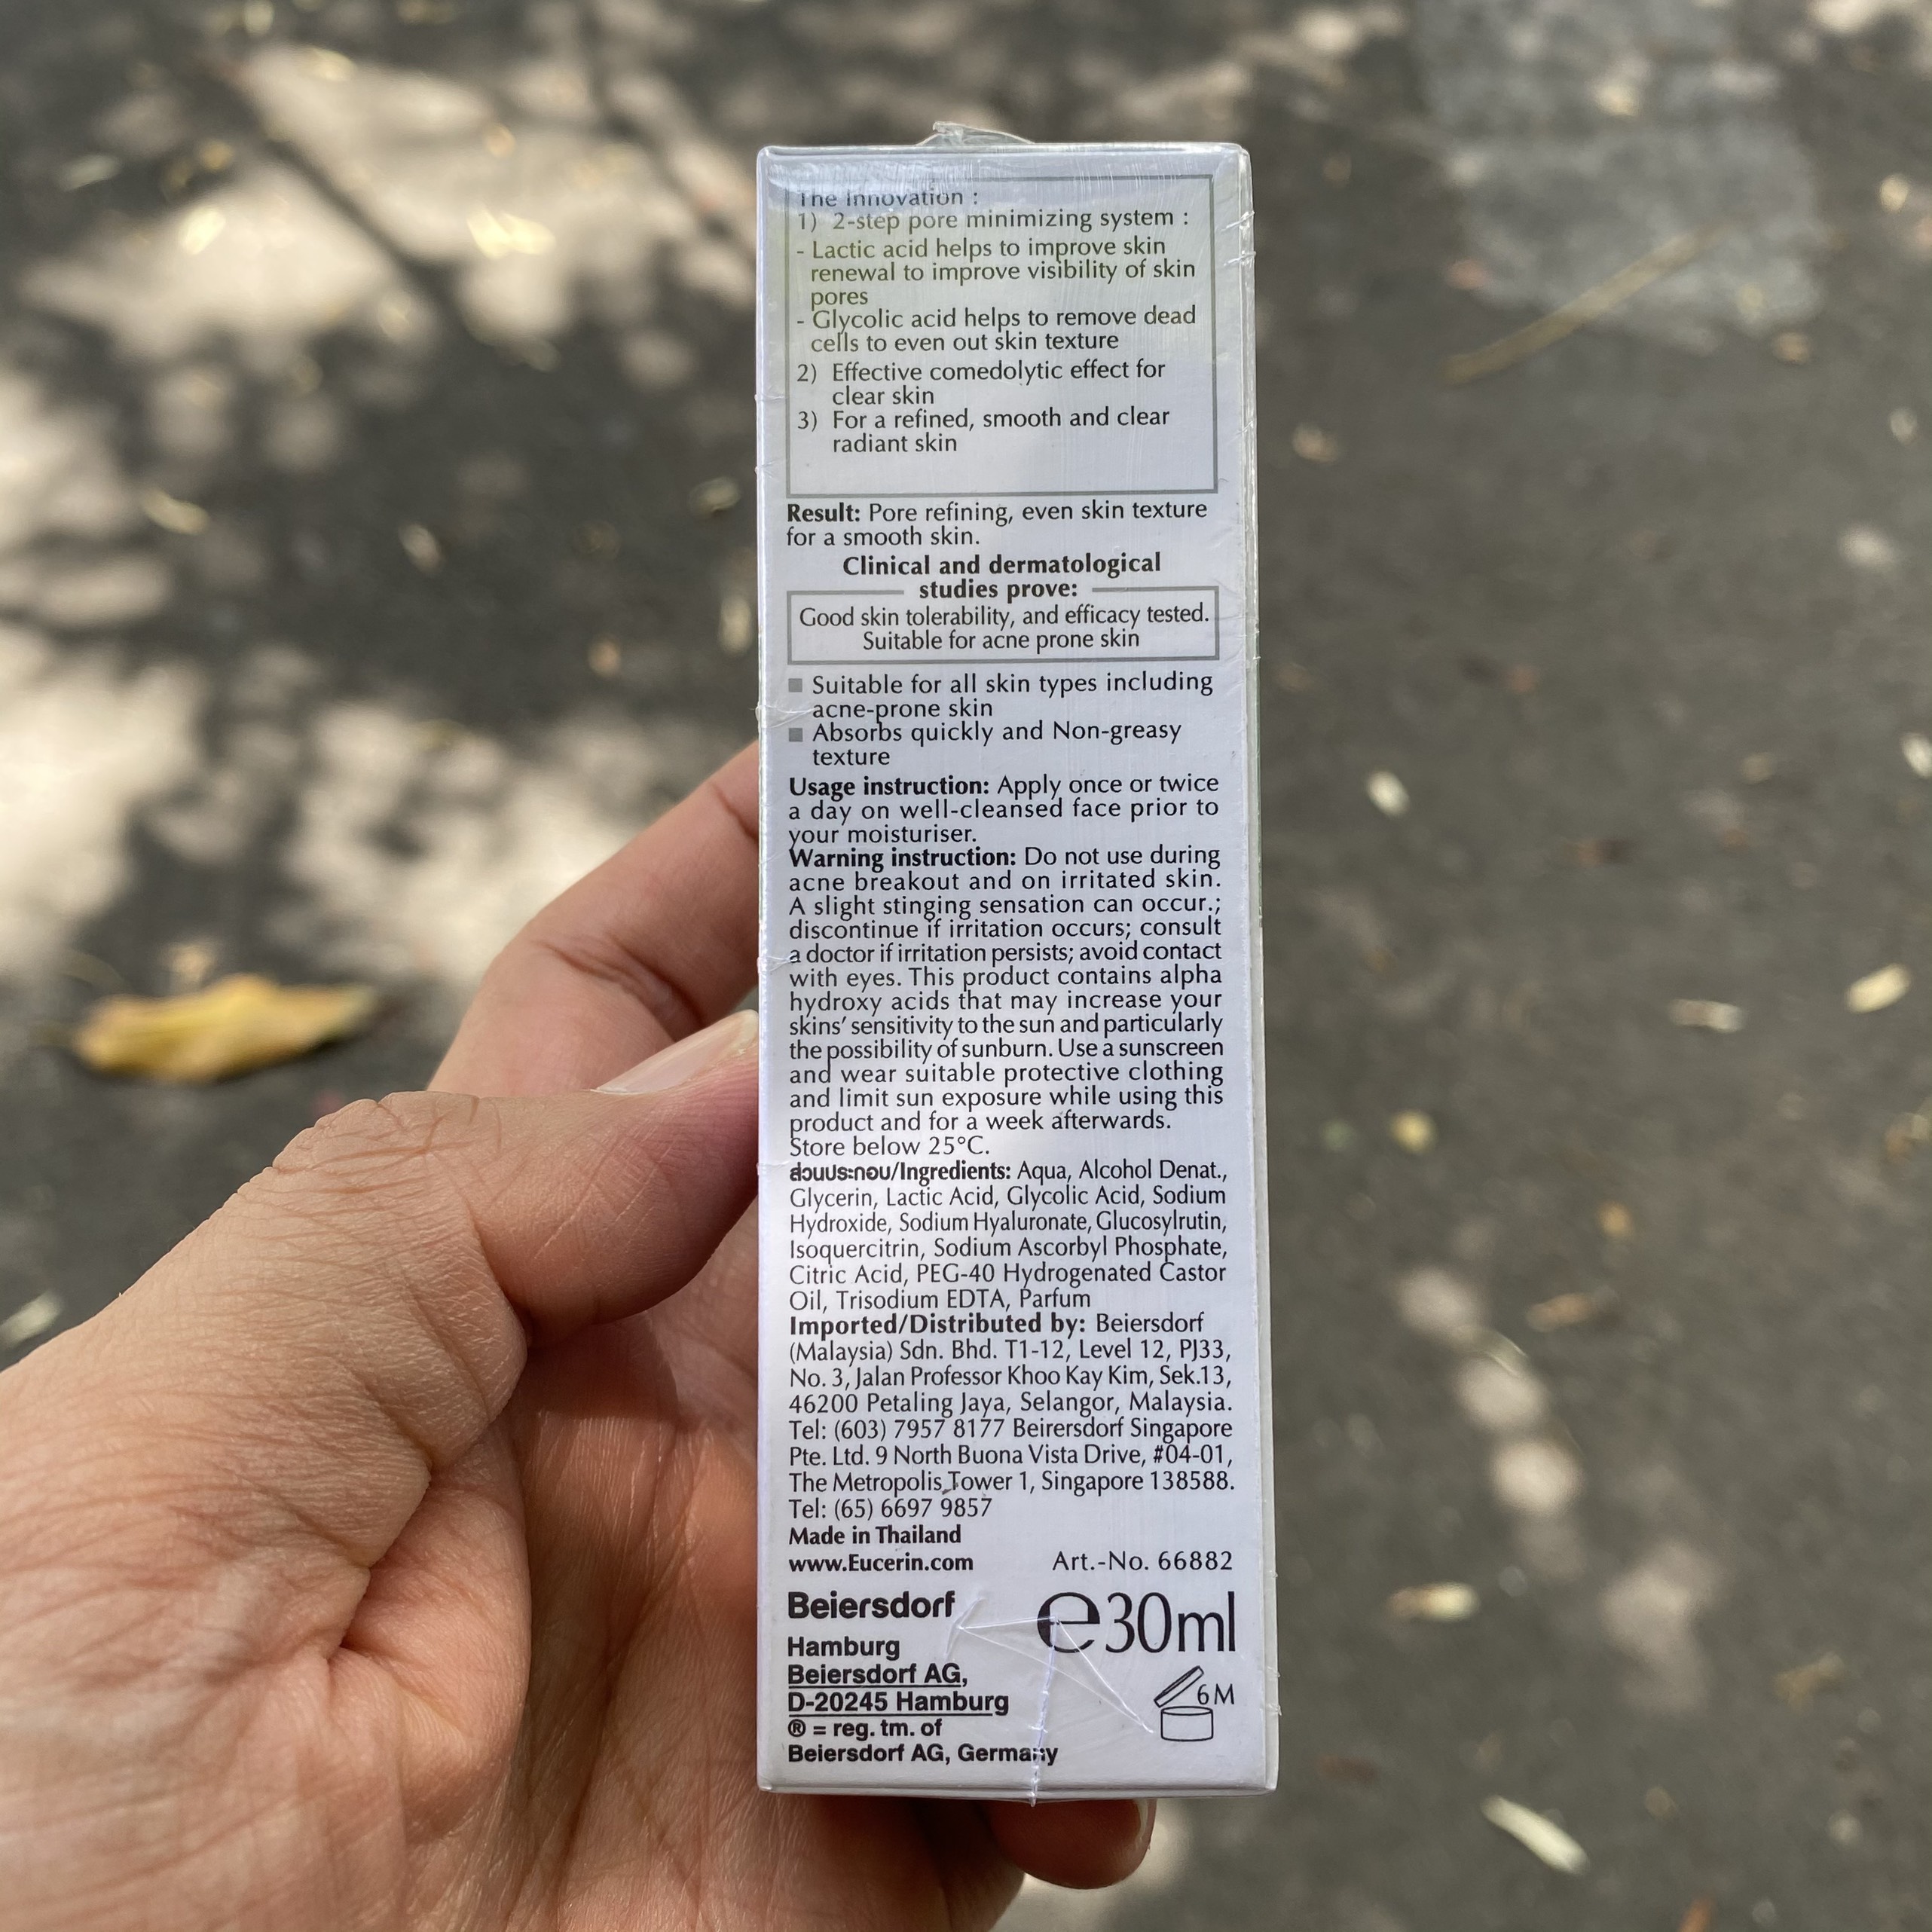 The Innovation :
1) 2-step pore minimizing system :
- Lactic acid helps to improve skin
renewal to improve visibility of skin
pores
- Glycolic acid helps to remove dead
cells to even out skin texture
2) Effective comedolytic effect for
clear skin
3) For a refined, smooth and clear
radiant skin
Result: Pore refining, even skin texture
for a smooth skin.
Clinical and dermatological
studies prove:
Good skin tolerability, and efficacy tested.
Suitable for acne prone skin
■ Suitable for all skin types including
acne-prone skin
■ Absorbs quickly and Non-greasy
texture
Usage instruction: Apply once or twice
a day on well-cleansed face prior to
your moisturiser.
Warning instruction: Do not use during
acne breakout and on irritated skin.
A slight stinging sensation can occur.;
discontinue if irritation occurs; consult
a doctor if irritation persists; avoid contact
with eyes. This product contains alpha
hydroxy acids that may increase your
skins' sensitivity to the sun and particularly
the possibility of sunburn. Use a sunscreen
and wear suitable protective clothing
and limit sun exposure while using this
product and for a week afterwards.
Store below 25°C.
ส่วนประกอบ/Ingredients: Aqua, Alcohol Denat.,
Glycerin, Lactic Acid, Glycolic Acid, Sodium
Hydroxide, Sodium Hyaluronate, Glucosylrutin,
Isoquercitrin, Sodium Ascorbyl Phosphate,
Citric Acid, PEG-40 Hydrogenated Castor
Oil, Trisodium EDTA, Parfum
Imported/Distributed by: Beiersdorf
(Malaysia) Sdn. Bhd. T1-12, Level 12, PJ33,
No. 3, Jalan Professor Khoo Kay Kim, Sek.13,
46200 Petaling Jaya, Selangor, Malaysia.
Tel: (603) 7957 8177 Beirersdorf Singapore
Pte. Ltd. 9 North Buona Vista Drive, #04-01,
The Metropolis Tower 1, Singapore 138588.
Tel: (65) 6697 9857
Made in Thailand
www.Eucerin.com Art.-No. 66882
Beiersdorf ℮30ml
Hamburg
Beiersdorf AG,
D-20245 Hamburg 6M
® = reg. tm. of
Beiersdorf AG, Germany